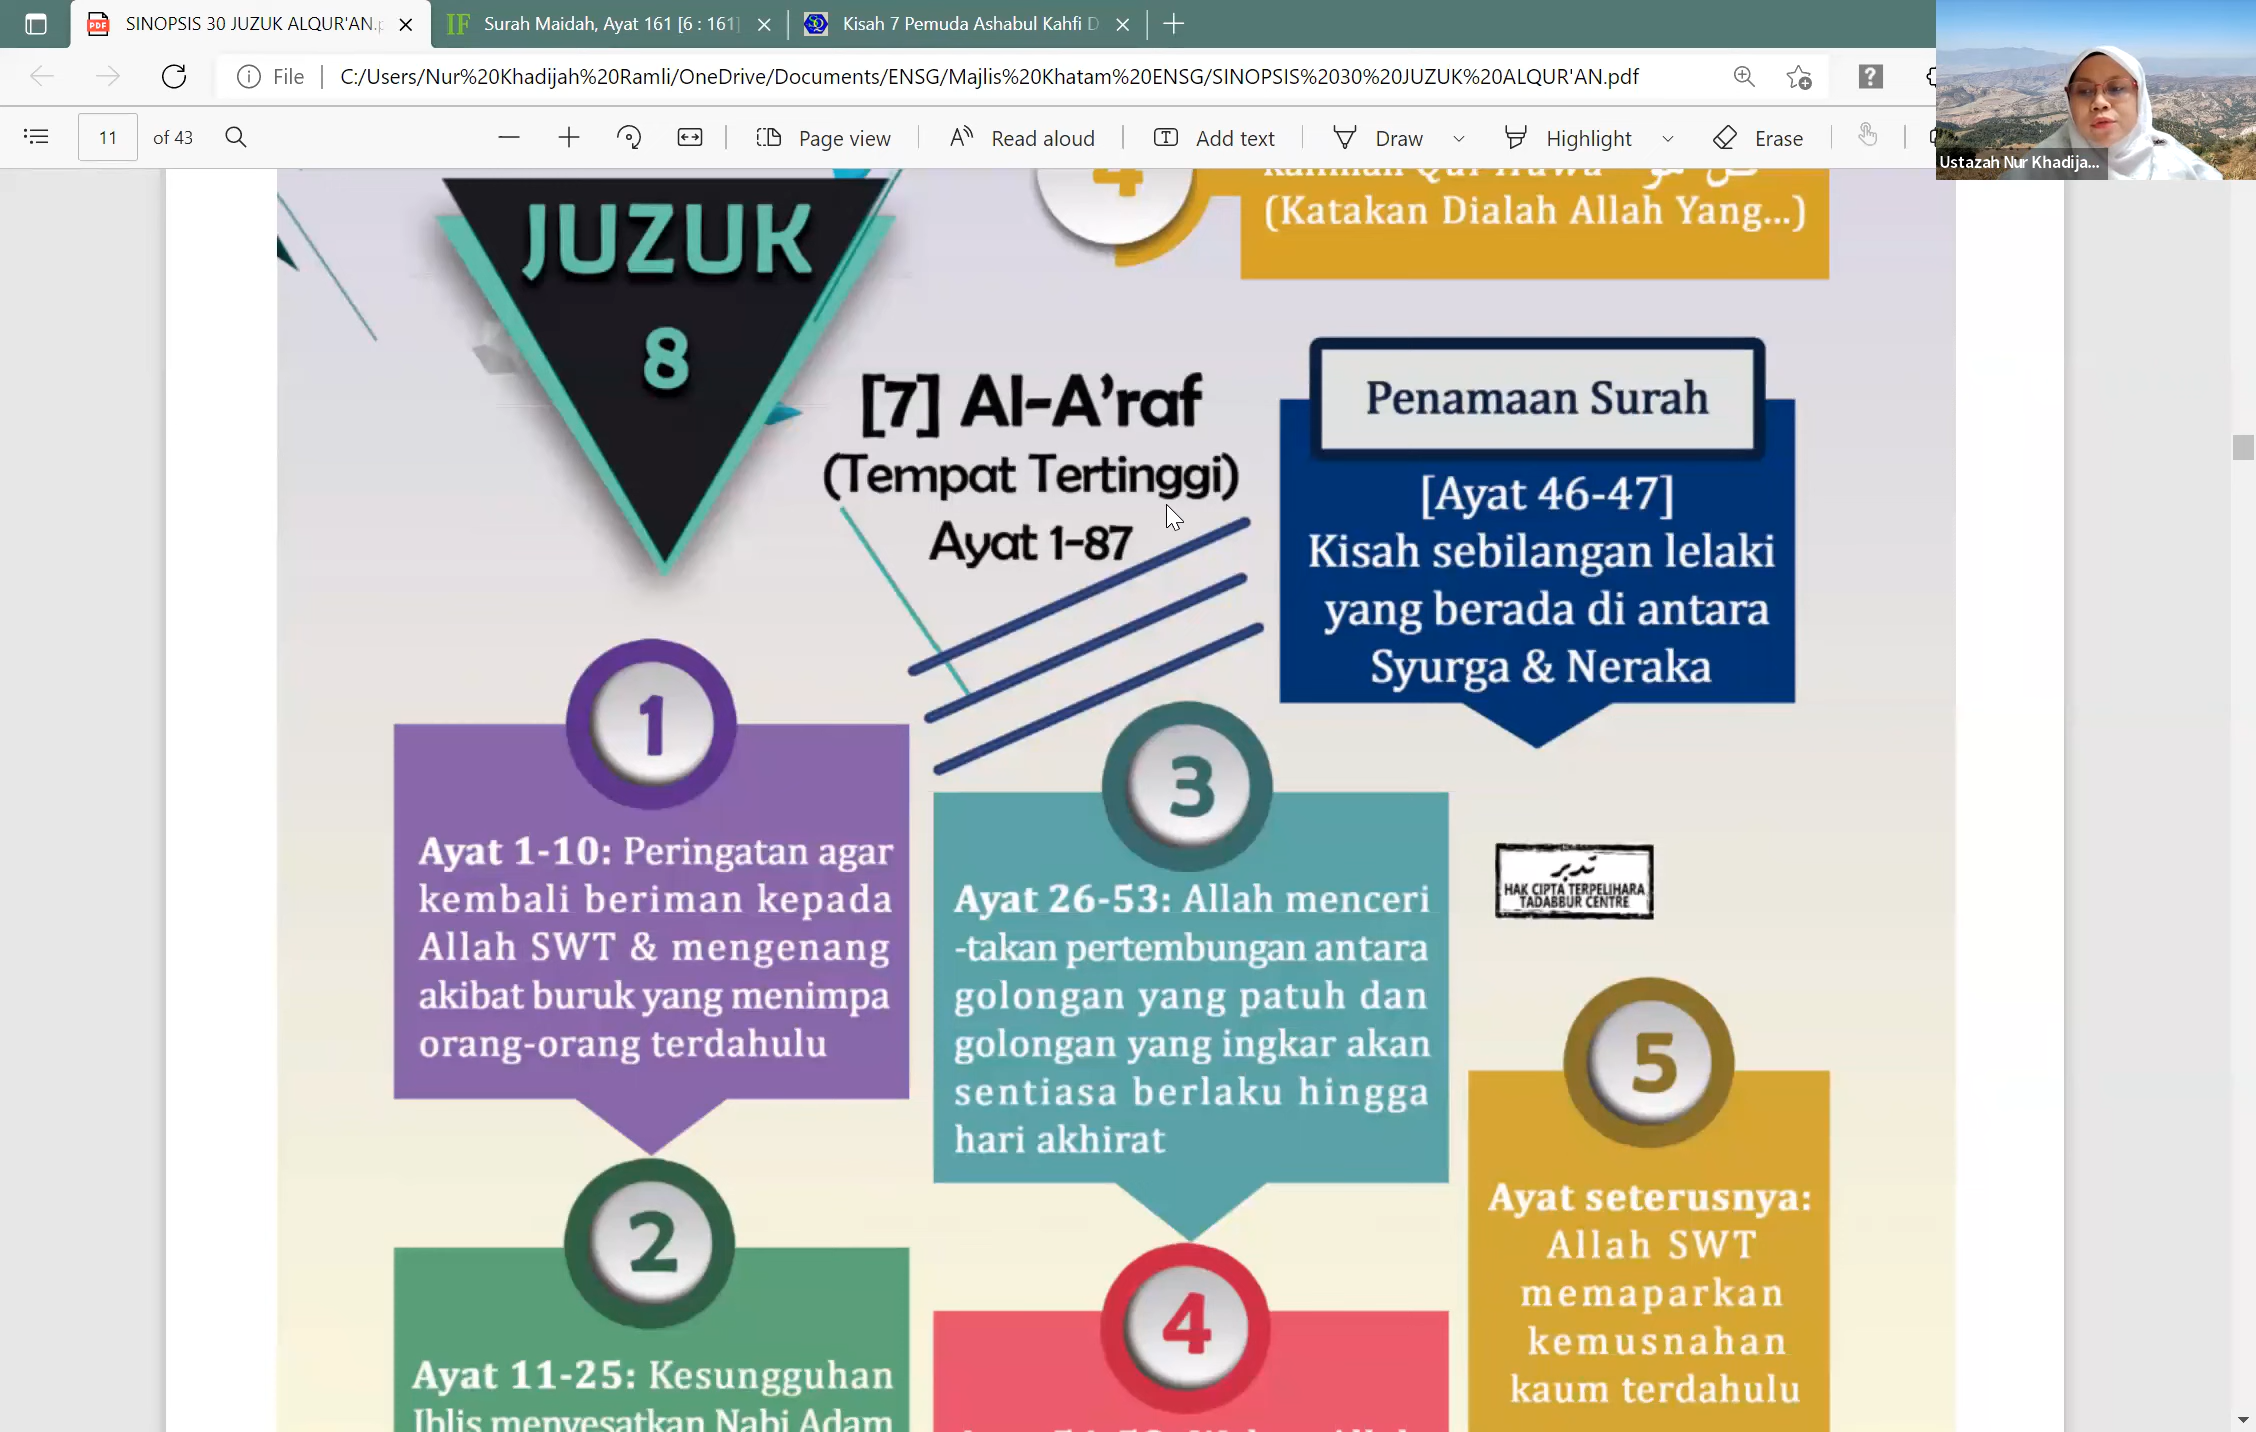 SINOPSIS 30 JUZUK ALQUR'AN.p
Surah Maidah, Ayat 161 [6 : 161]
Kisah 7 Pemuda Ashabul Kahfi D
File
C:/Users/Nur%20Khadijah%20Ramli/OneDrive/Documents/ENSG/Majlis%20Khatam%20ENSG/SINOPSIS%2030%20JUZUK%20ALQUR'AN.pdf
11 of 43
Page view
Read aloud
Add text
Draw
Highlight
Erase
Ustazah Nur Khadija...
JUZUK
8
4
(Katakan Dialah Allah Yang...)
[7] Al-A'raf
(Tempat Tertinggi)
Ayat 1-87
Penamaan Surah
[Ayat 46-47]
Kisah sebilangan lelaki
yang berada di antara
Syurga & Neraka
1
Ayat 1-10: Peringatan agar
kembali beriman kepada
Allah SWT & mengenang
akibat buruk yang menimpa
orang-orang terdahulu
2
Ayat 11-25: Kesungguhan
Iblis menyesatkan Nabi Adam
3
Ayat 26-53: Allah menceri
-takan pertembungan antara
golongan yang patuh dan
golongan yang ingkar akan
sentiasa berlaku hingga
hari akhirat
4
تدبر
HAK CIPTA TERPELIHARA
TADABBUR CENTRE
5
Ayat seterusnya:
Allah SWT
memaparkan
kemusnahan
kaum terdahulu